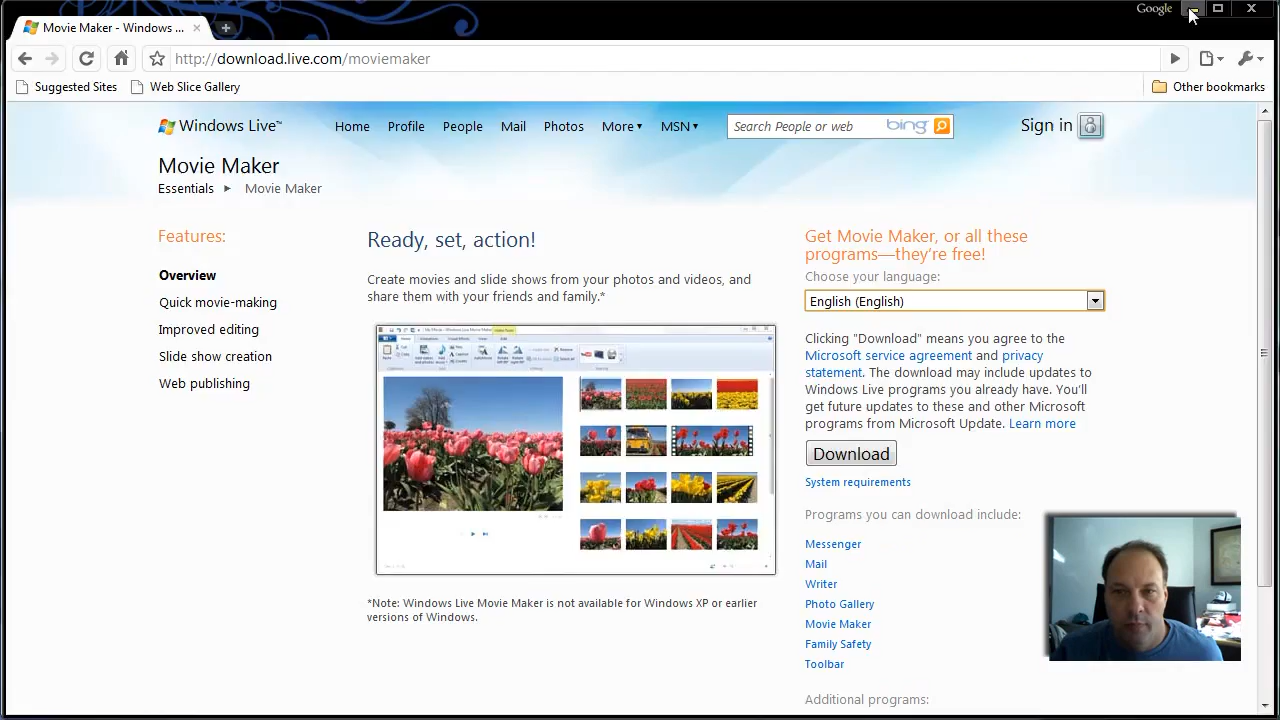 Google
Movie Maker - Windows ...
http://download.live.com/moviemaker
Suggested Sites
Web Slice Gallery
Other bookmarks
Windows Live™
Home
Profile
People
Mail
Photos
More
MSN
Search People or web
bing
Sign in
Movie Maker
Essentials
Movie Maker
Features:
Overview
Quick movie-making
Improved editing
Slide show creation
Web publishing
Ready, set, action!
Create movies and slide shows from your photos and videos, and
share them with your friends and family.*
*Note: Windows Live Movie Maker is not available for Windows XP or earlier
versions of Windows.
Get Movie Maker, or all these
programs—they're free!
Choose your language:
English (English)
Clicking "Download" means you agree to the
Microsoft service agreement and privacy
statement. The download may include updates to
Windows Live programs you already have. You'll
get future updates to these and other Microsoft
programs from Microsoft Update. Learn more
Download
System requirements
Programs you can download include:
Messenger
Mail
Writer
Photo Gallery
Movie Maker
Family Safety
Toolbar
Additional programs: